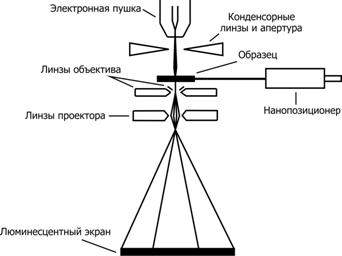 Электронная пушка
Конденсорные
линзы и апертура
Образец
Линзы объектива
Нанопозиционер
Линзы проектора
Люминесцентный экран